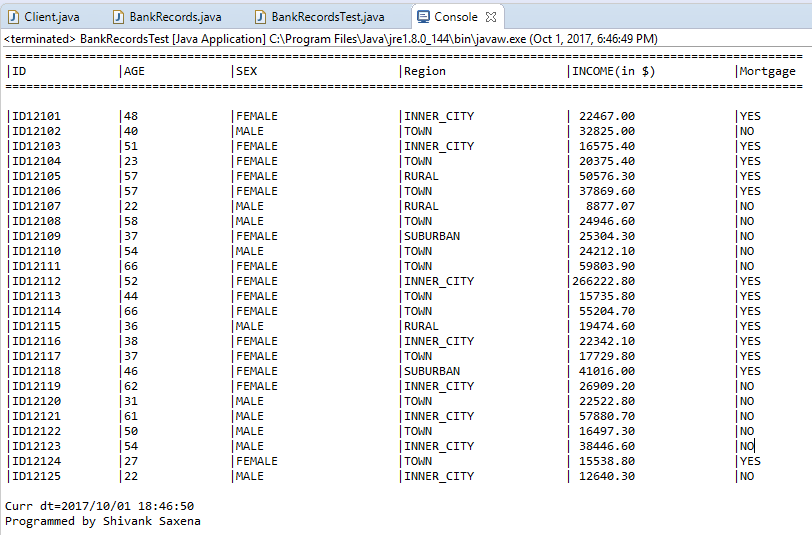 Client.java BankRecords.java BankRecordsTest.java Console
<terminated> BankRecordsTest [Java Application] C:\Program Files\Java\jre1.8.0_144\bin\javaw.exe (Oct 1, 2017, 6:46:49 PM)
==================================================================================================================
|ID |AGE |SEX |Region |INCOME(in $) |Mortgage
==================================================================================================================
|ID12101 |48 |FEMALE |INNER_CITY | 22467.00 |YES
|ID12102 |40 |MALE |TOWN | 32825.00 |NO
|ID12103 |51 |FEMALE |INNER_CITY | 16575.40 |YES
|ID12104 |23 |FEMALE |TOWN | 20375.40 |YES
|ID12105 |57 |FEMALE |RURAL | 50576.30 |YES
|ID12106 |57 |FEMALE |TOWN | 37869.60 |YES
|ID12107 |22 |MALE |RURAL | 8877.07 |NO
|ID12108 |58 |MALE |TOWN | 24946.60 |NO
|ID12109 |37 |FEMALE |SUBURBAN | 25304.30 |NO
|ID12110 |54 |MALE |TOWN | 24212.10 |NO
|ID12111 |66 |FEMALE |TOWN | 59803.90 |NO
|ID12112 |52 |FEMALE |INNER_CITY |266222.80 |YES
|ID12113 |44 |FEMALE |TOWN | 15735.80 |YES
|ID12114 |66 |FEMALE |TOWN | 55204.70 |YES
|ID12115 |36 |MALE |RURAL | 19474.60 |YES
|ID12116 |38 |FEMALE |INNER_CITY | 22342.10 |YES
|ID12117 |37 |FEMALE |TOWN | 17729.80 |YES
|ID12118 |46 |FEMALE |SUBURBAN | 41016.00 |YES
|ID12119 |62 |FEMALE |INNER_CITY | 26909.20 |NO
|ID12120 |31 |MALE |TOWN | 22522.80 |NO
|ID12121 |61 |MALE |INNER_CITY | 57880.70 |NO
|ID12122 |50 |MALE |TOWN | 16497.30 |NO
|ID12123 |54 |MALE |INNER_CITY | 38446.60 |NO
|ID12124 |27 |FEMALE |TOWN | 15538.80 |YES
|ID12125 |22 |MALE |INNER_CITY | 12640.30 |NO
Curr dt=2017/10/01 18:46:50
Programmed by Shivank Saxena